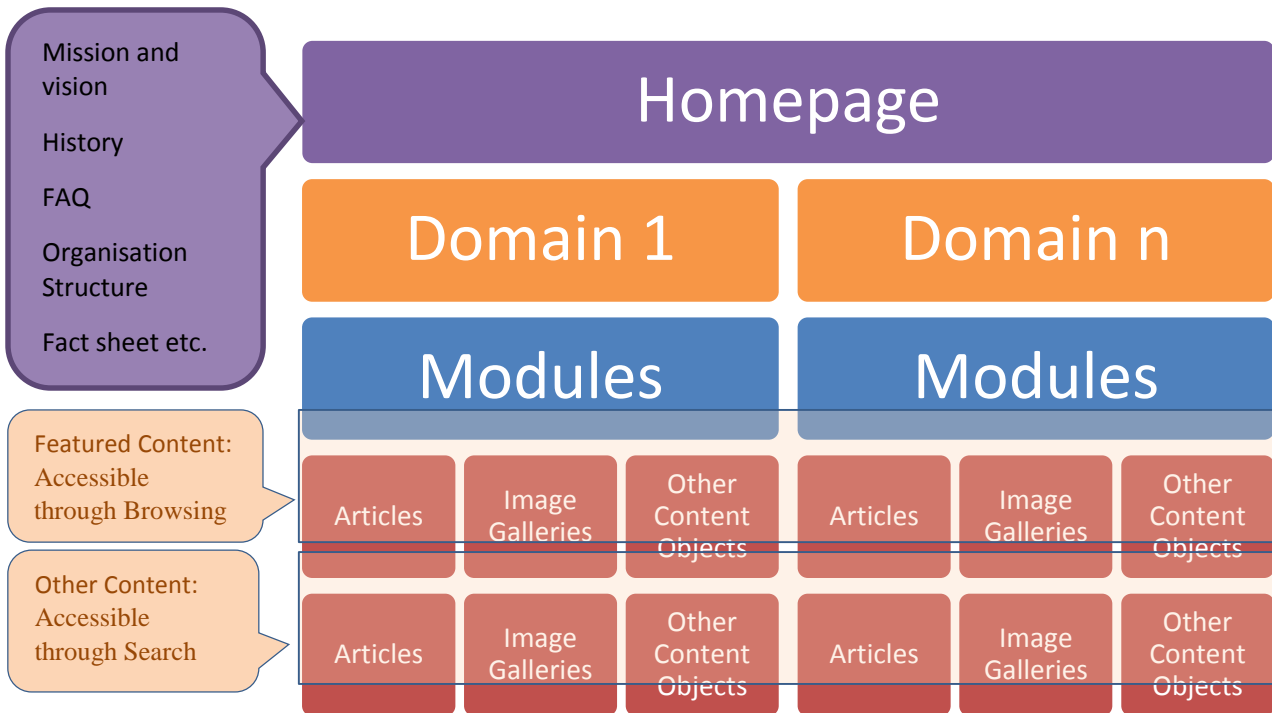 Mission and
vision
History
FAQ
Organisation
Structure
Fact sheet etc.
Homepage
Domain 1
Domain n
Modules
Modules
Featured Content:
Accessible
through Browsing
Articles
Image
Galleries
Other
Content
Objects
Articles
Image
Galleries
Other
Content
Objects
Other Content:
Accessible
through Search
Articles
Image
Galleries
Other
Content
Objects
Articles
Image
Galleries
Other
Content
Objects